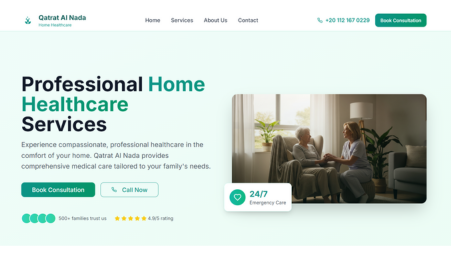 Qatrat Al Nada
Home Healthcare
Home
Services
About Us
Contact
+20 112 167 0229
Book Consultation
Professional Home
Healthcare
Services
Experience compassionate, professional healthcare in the
comfort of your home. Qatrat Al Nada provides
comprehensive medical care tailored to your family's needs.
Book Consultation
Call Now
24/7
Emergency Care
500+ families trust us
4.9/5 rating